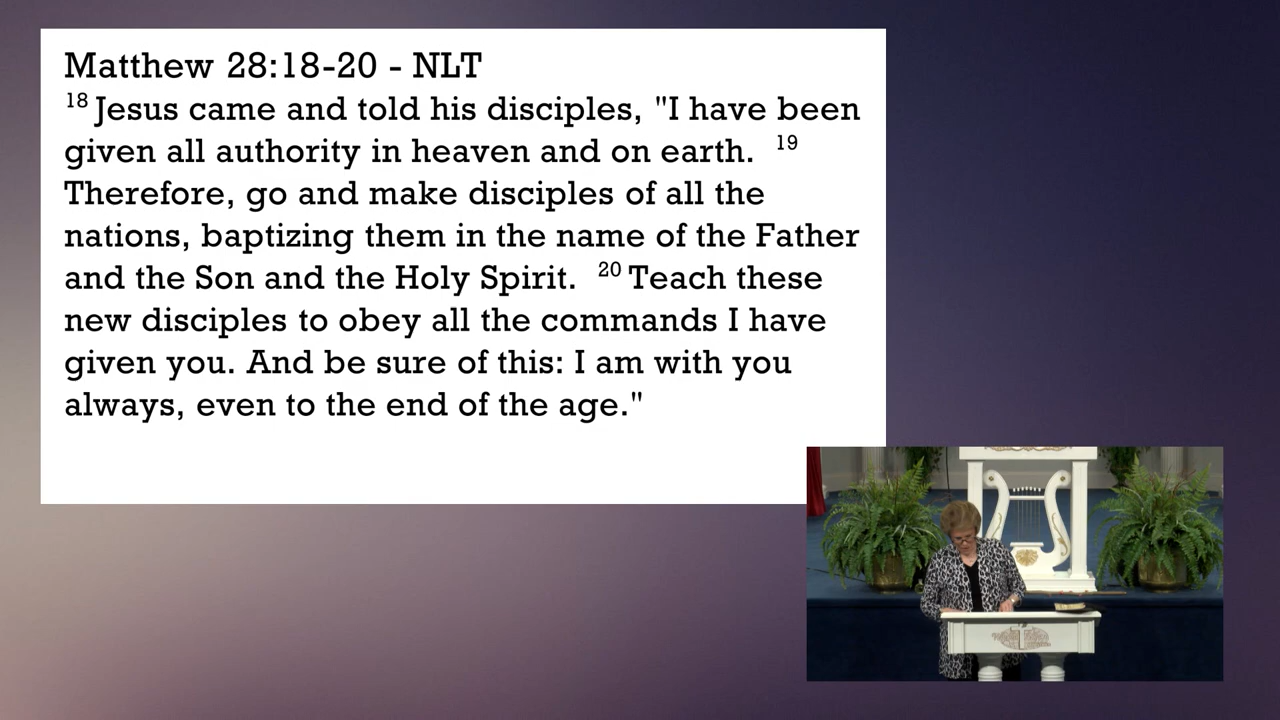 Matthew 28:18-20 - NLT
18 Jesus came and told his disciples, "I have been
given all authority in heaven and on earth. 19
Therefore, go and make disciples of all the
nations, baptizing them in the name of the Father
and the Son and the Holy Spirit. 20 Teach these
new disciples to obey all the commands I have
given you. And be sure of this: I am with you
always, even to the end of the age."